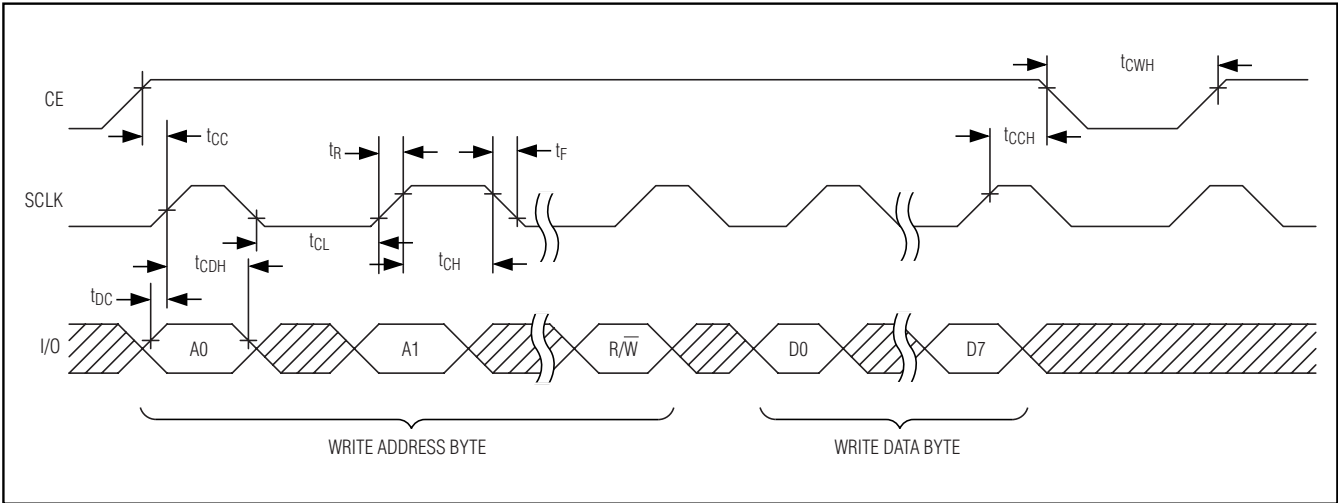 tCWH
CE
tCC
tR
tF
tCCH
SCLK
tCL
tCDH
tCH
tDC
I/O
A0
A1
R/W̅
D0
D7
WRITE ADDRESS BYTE
WRITE DATA BYTE